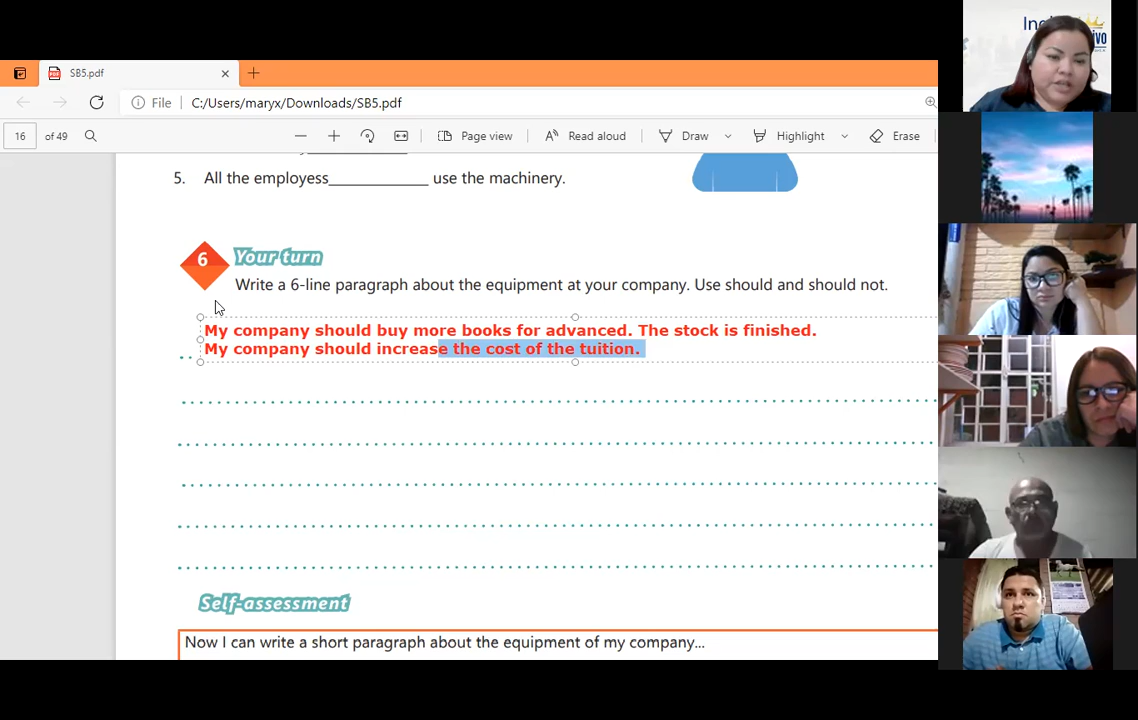 SB5.pdf
File
C:/Users/maryx/Downloads/SB5.pdf
16 of 49
Page view
Read aloud
Draw
Highlight
Erase
5. All the employess____________ use the machinery.
6 Your turn
Write a 6-line paragraph about the equipment at your company. Use should and should not.
My company should buy more books for advanced. The stock is finished.
My company should increase the cost of the tuition.
Self-assessment
Now I can write a short paragraph about the equipment of my company...